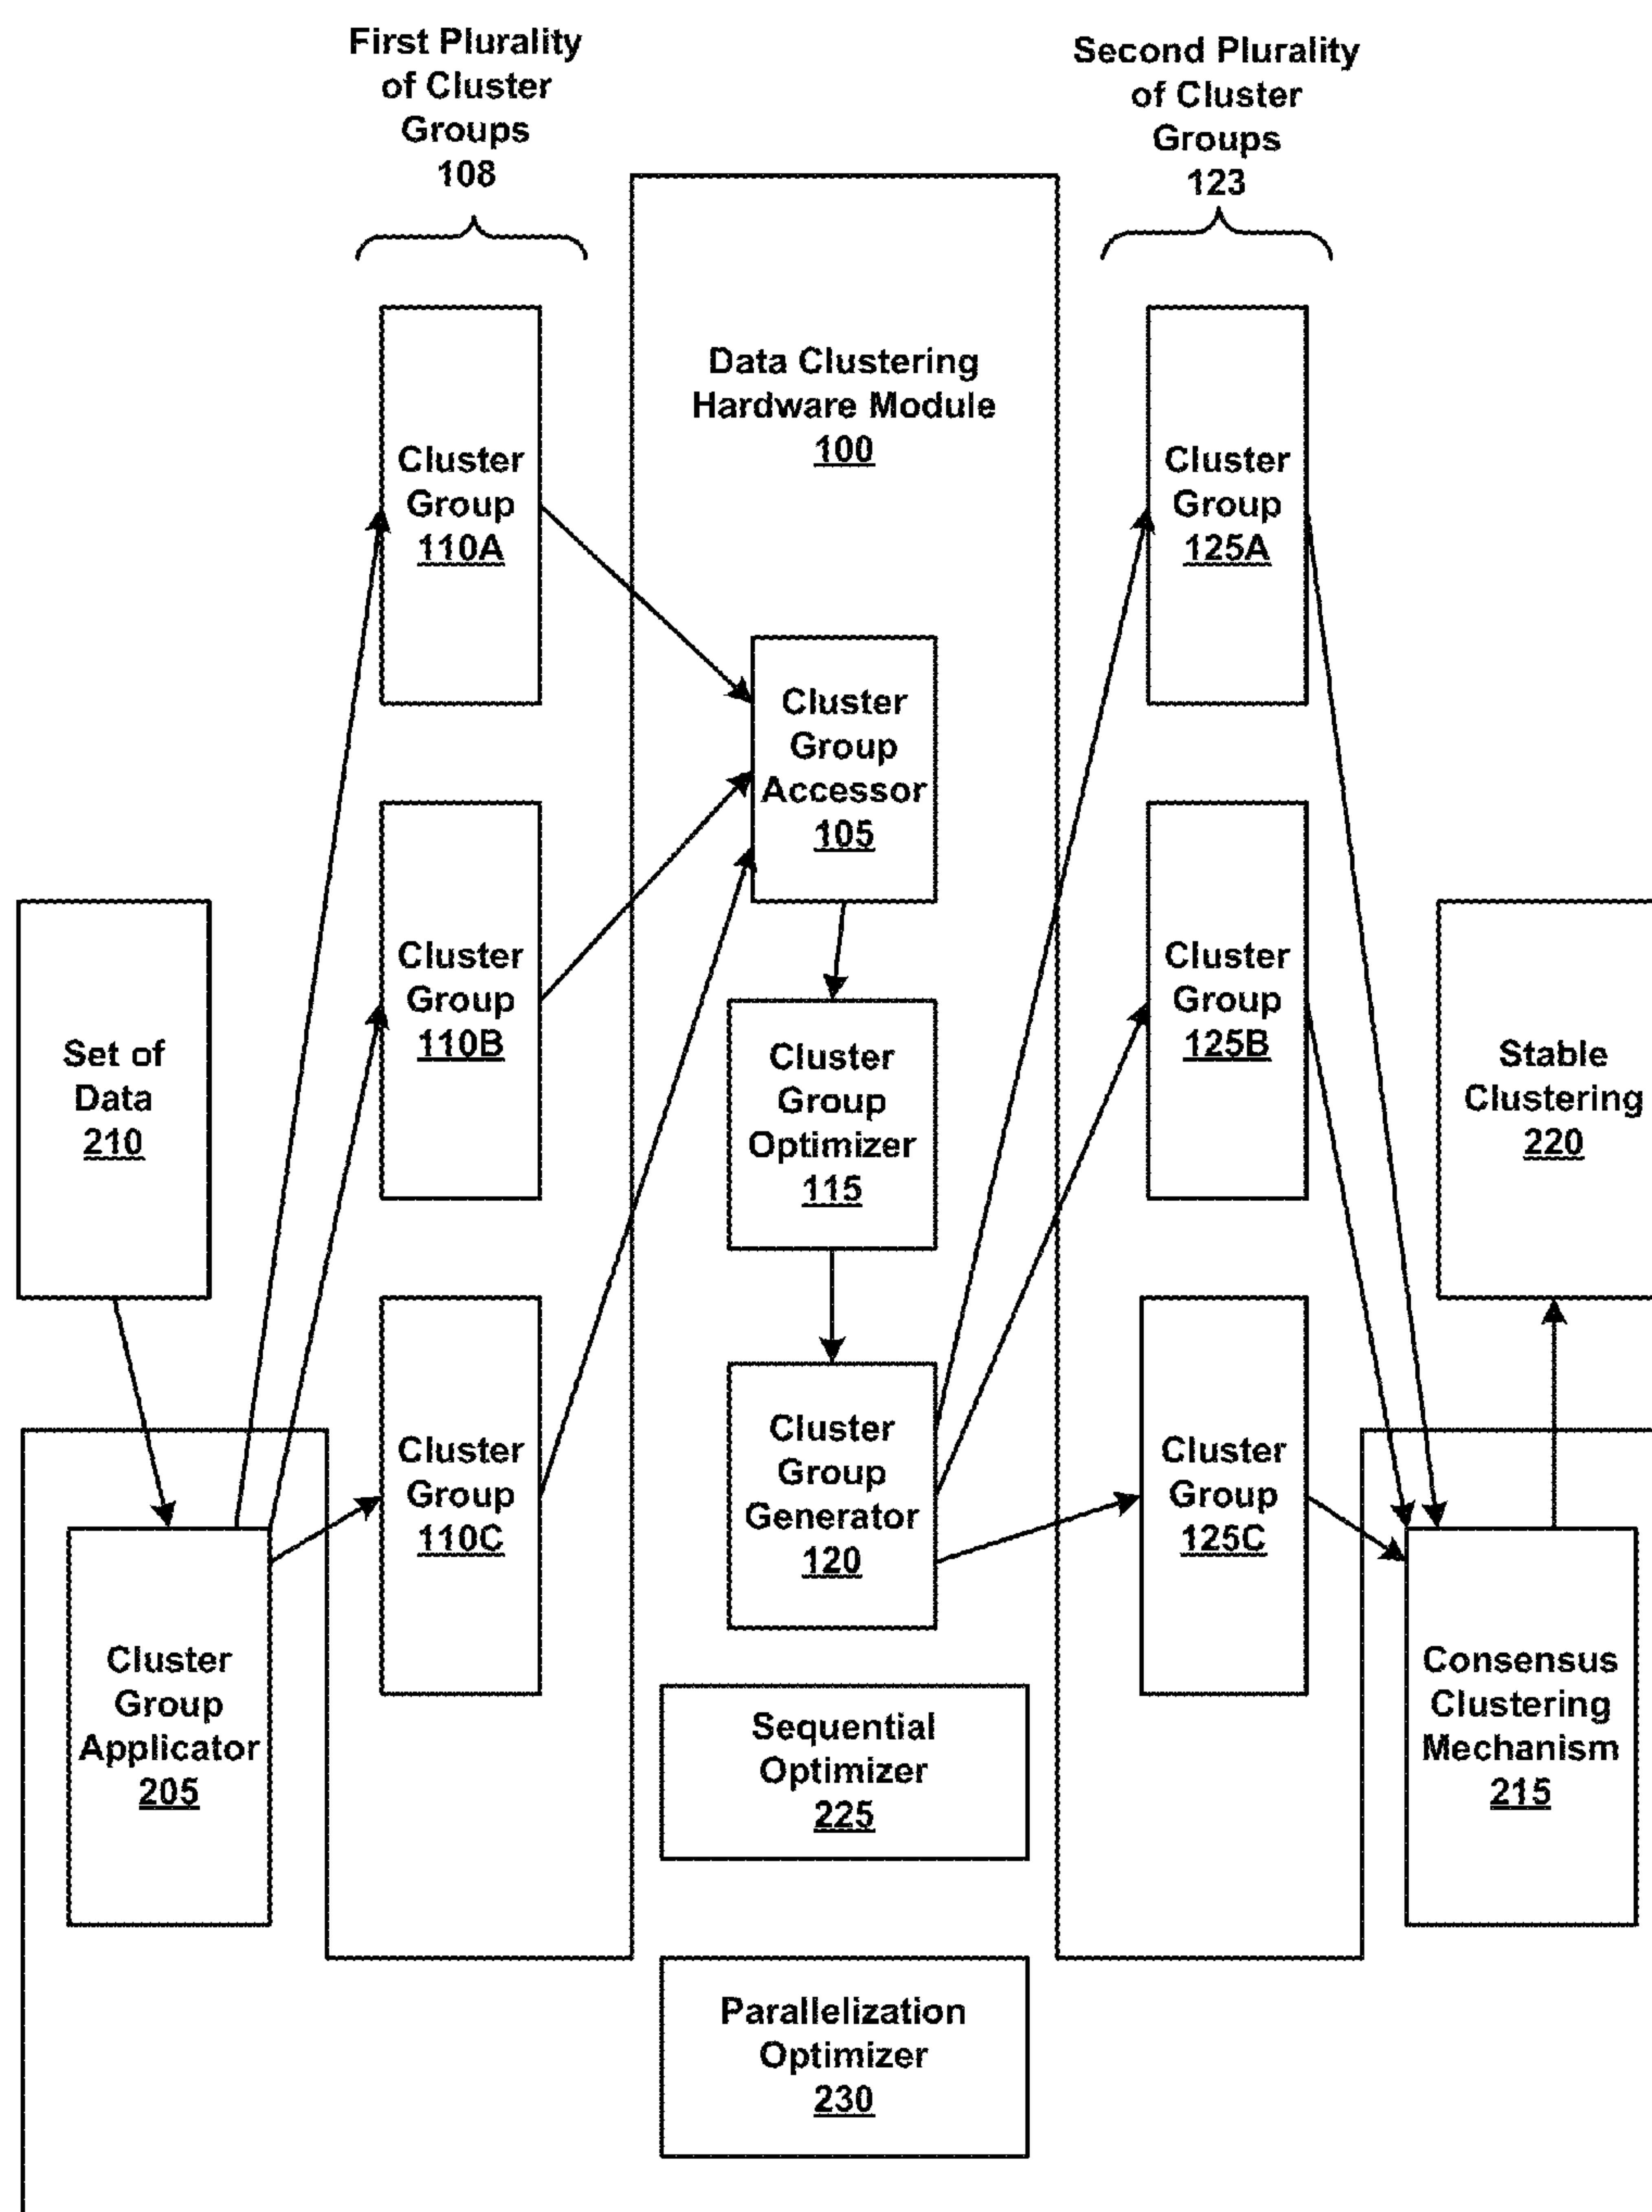 First Plurality
of Cluster
Groups
108
Second Plurality
of Cluster
Groups
123
Data Clustering
Hardware Module
100
Cluster
Group
110A
Cluster
Group
125A
Cluster
Group
Accessor
105
Cluster
Group
110B
Cluster
Group
125B
Set of
Data
210
Cluster
Group
Optimizer
115
Stable
Clustering
220
Cluster
Group
110C
Cluster
Group
Generator
120
Cluster
Group
125C
Cluster
Group
Applicator
205
Consensus
Clustering
Mechanism
215
Sequential
Optimizer
225
Parallelization
Optimizer
230